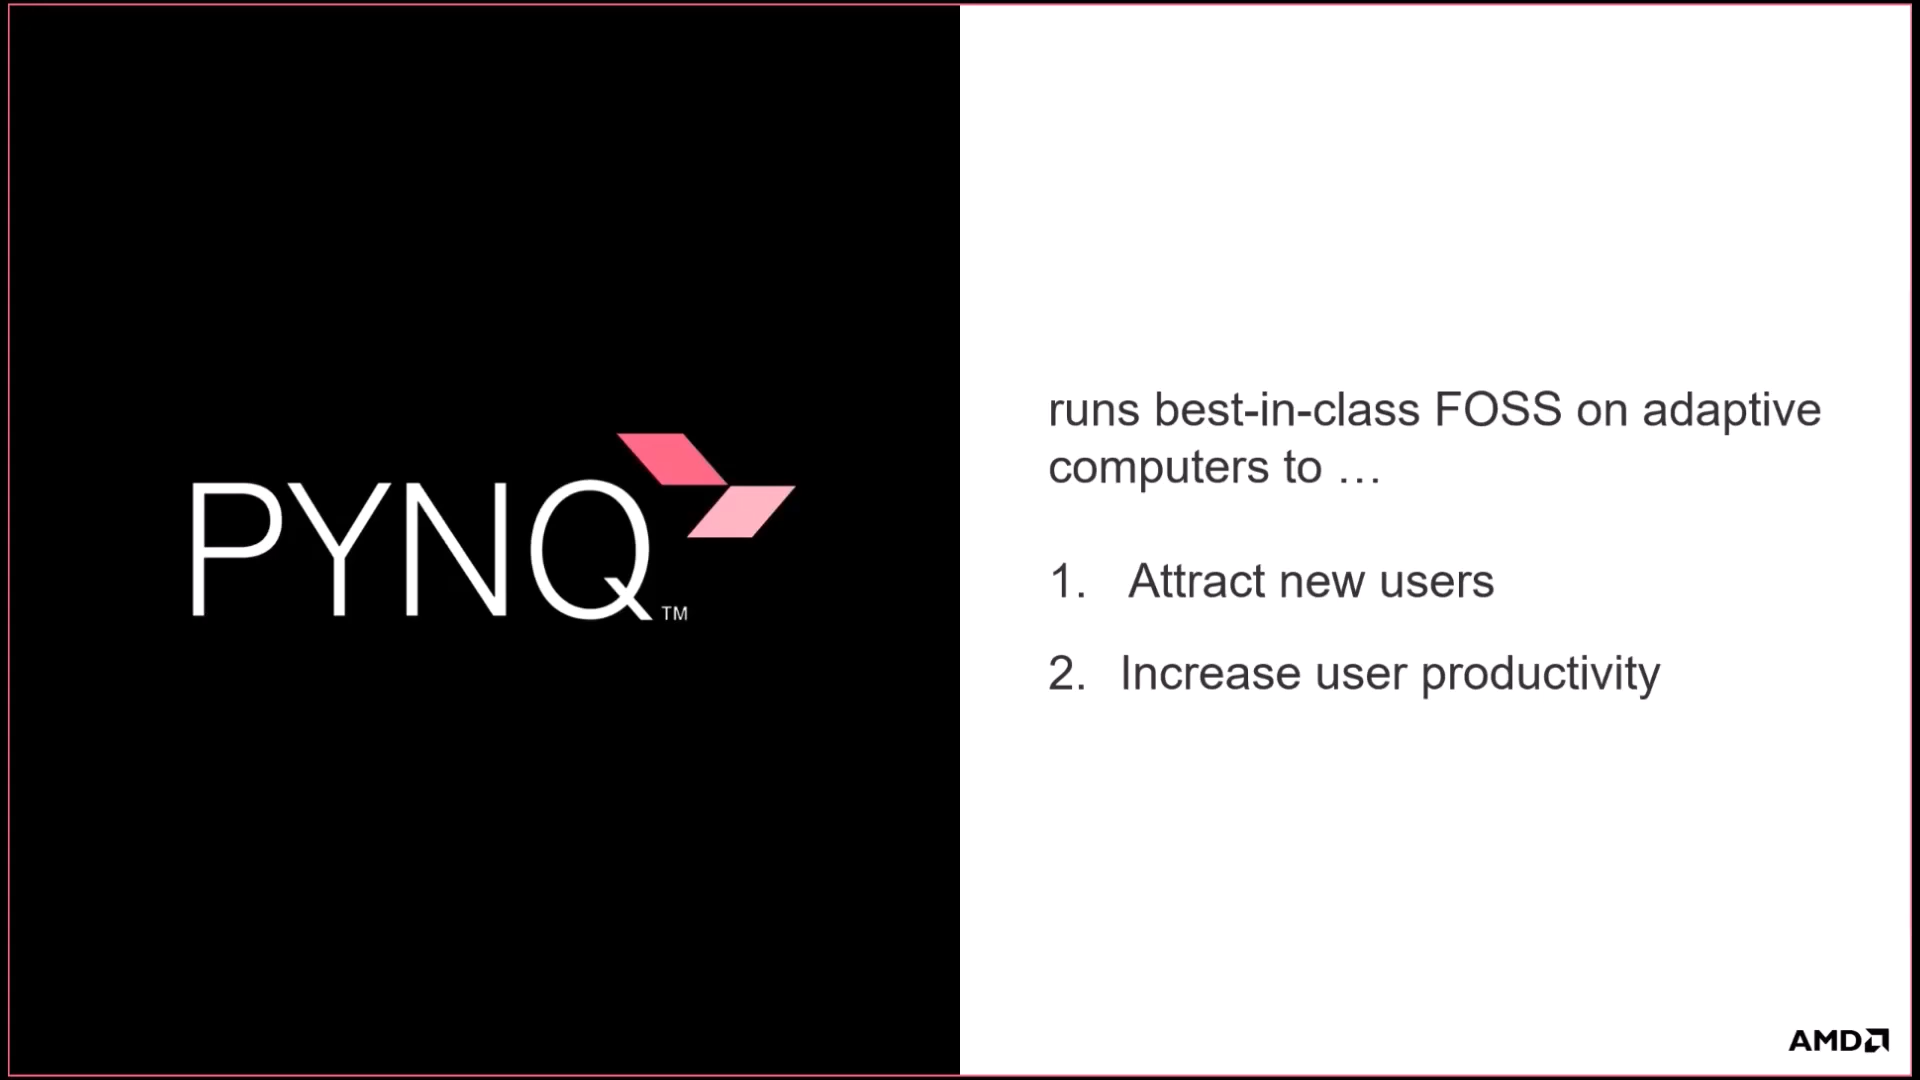 PYNQ™
runs best-in-class FOSS on adaptive
computers to …
1. Attract new users
2. Increase user productivity
AMD